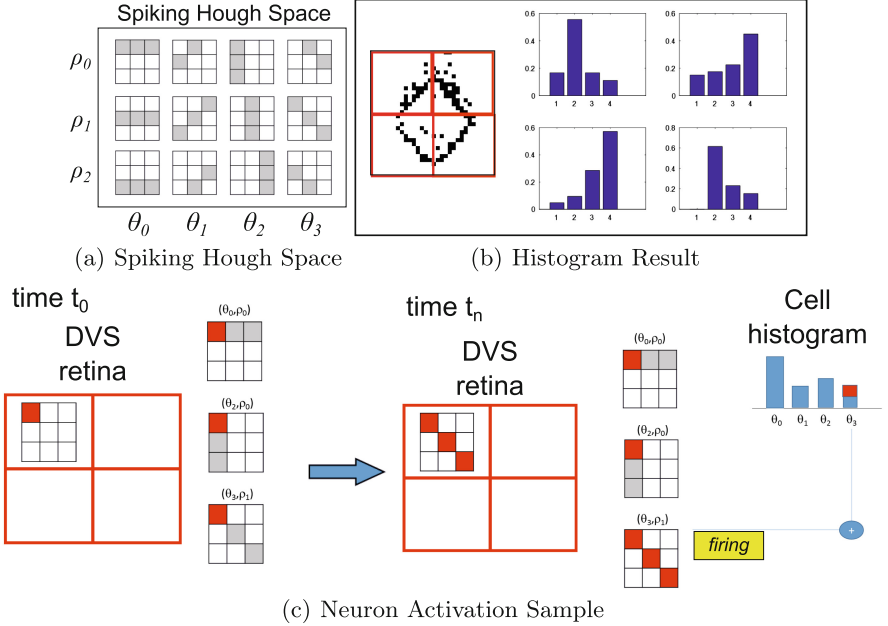 Spiking Hough Space
ρ0
ρ1
ρ2
θ0 θ1 θ2 θ3
(a) Spiking Hough Space
0.6
0.4
0.2
0
1 2 3 4
0.6
0.4
0.2
0
1 2 3 4
0.6
0.4
0.2
0
1 2 3 4
0.8
0.6
0.4
0.2
0
1 2 3 4
(b) Histogram Result
time t0
DVS
retina
(θ0,ρ0)
(θ2,ρ0)
(θ3,ρ1)
time tn
DVS
retina
(θ0,ρ0)
(θ2,ρ0)
(θ3,ρ1)
firing
Cell
histogram
θ0 θ1 θ2 θ3
+
(c) Neuron Activation Sample